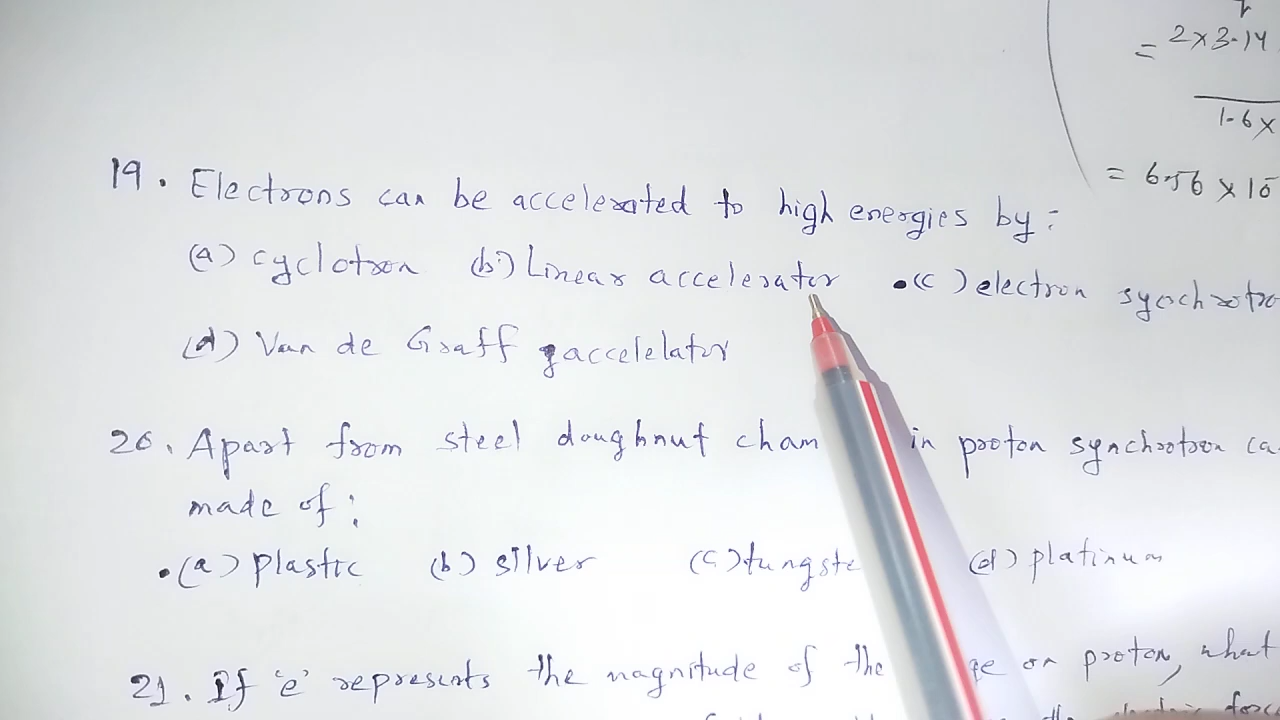 = 2×3.14
1.6×
= 6.56 × 10
19. Electrons can be accelerated to high energies by:
(a) cyclotron (b) Linear accelerator •(c) electron synchrotro
(d) Van de Graff accelelator
20. Apart from steel doughnut cham in proton synchrotron ca
made of:
•(a) plastic (b) silver (c) tungste (d) platinum
21. If 'e' represents the magnitude of the ge on proton, what
force